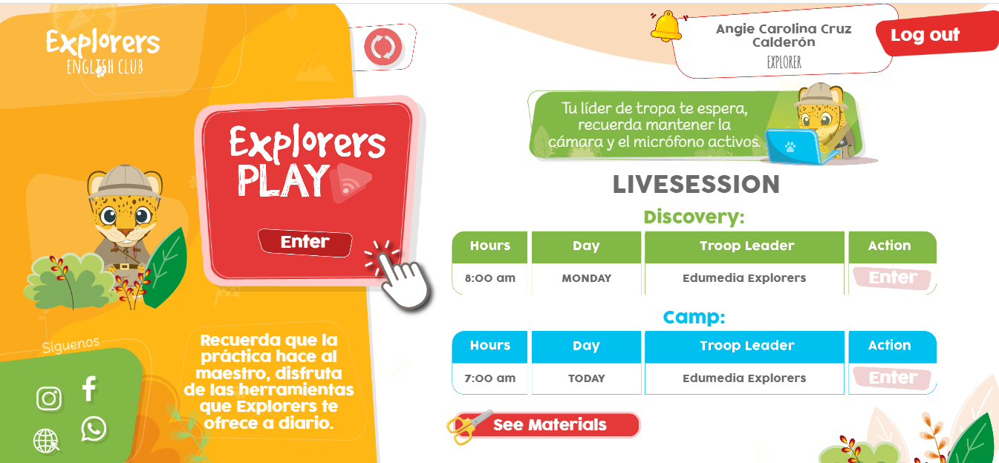 Explorers
ENGLISH CLUB
Explorers
PLAY
Enter
Síguenos
Recuerda que la
práctica hace al
maestro, disfruta
de las herramientas
que Explorers te
ofrece a diario.
Angie Carolina Cruz
Calderón
EXPLORER
Log out
Tu líder de tropa te espera,
recuerda mantener la
cámara y el micrófono activos.
LIVESESSION
Discovery:
Hours Day Troop Leader Action
8:00 am MONDAY Edumedia Explorers Enter
Camp:
Hours Day Troop Leader Action
7:00 am TODAY Edumedia Explorers Enter
See Materials